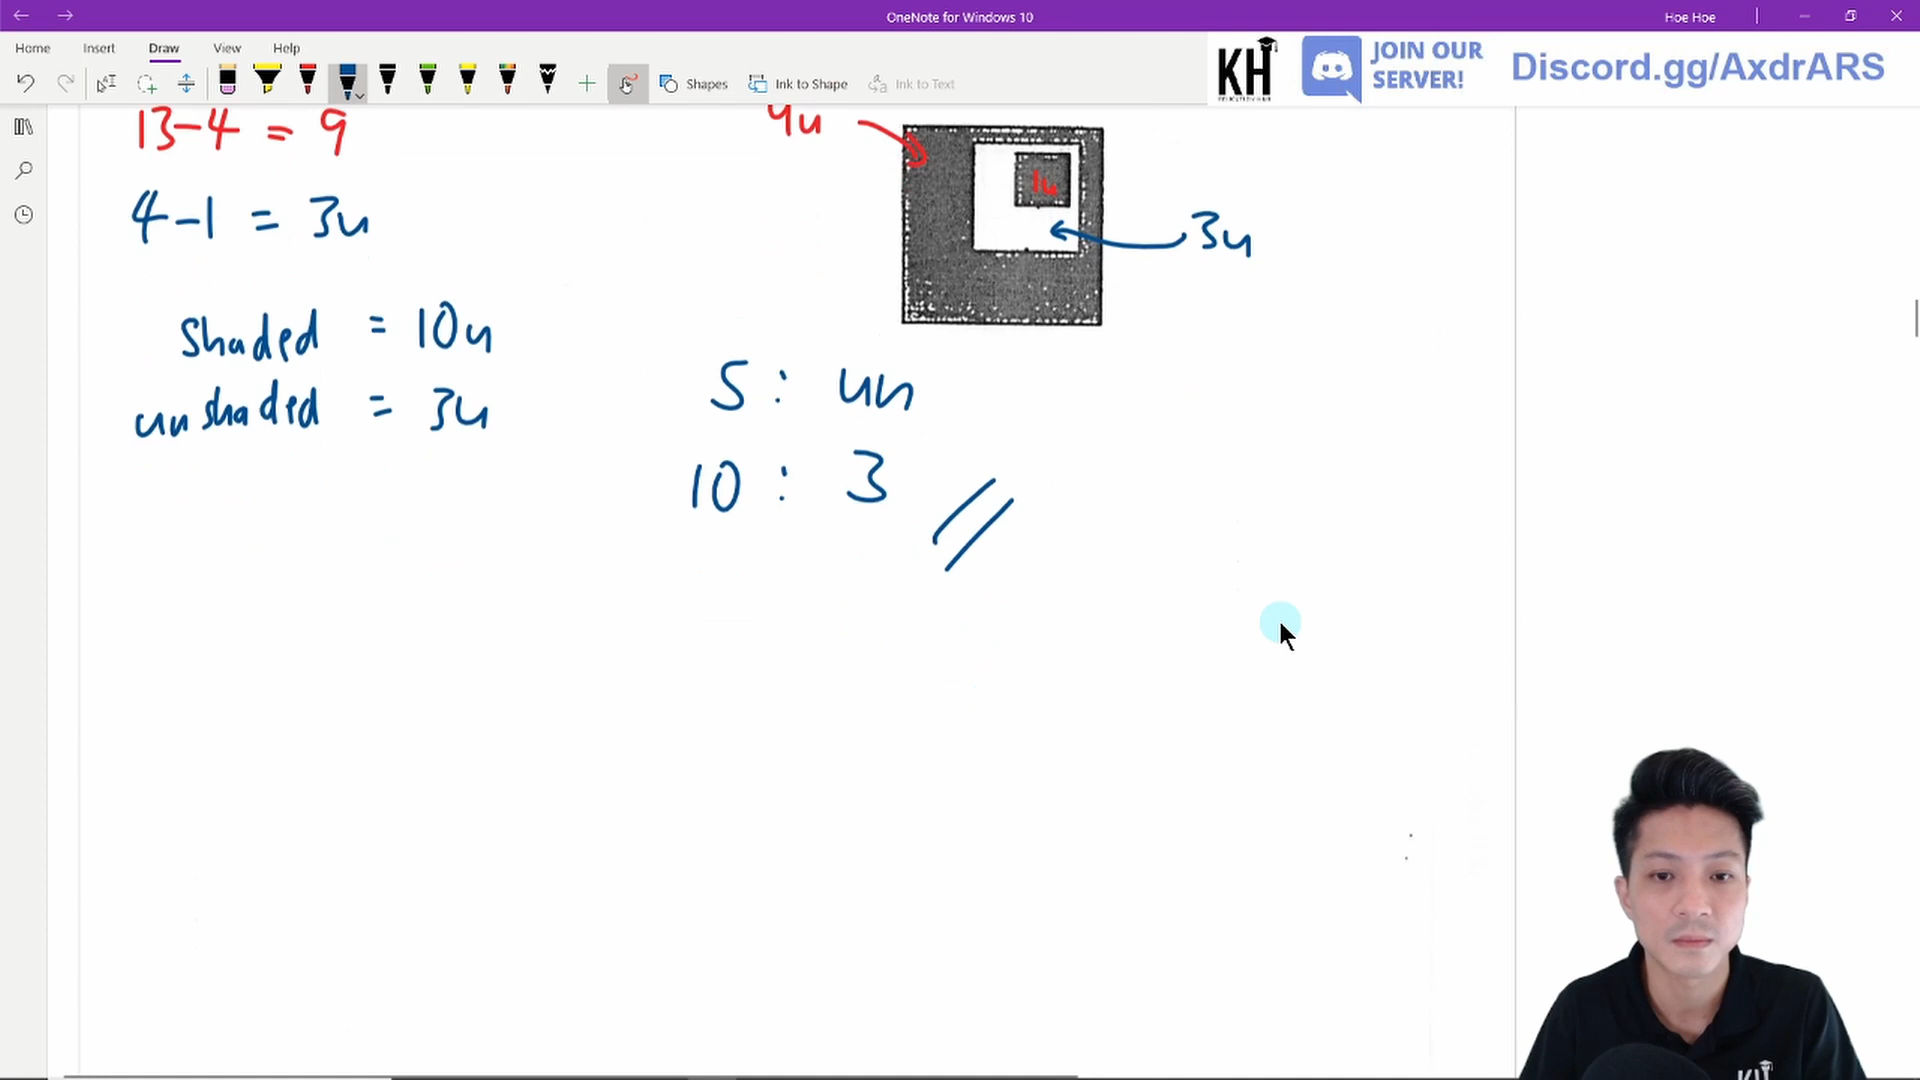 OneNote for Windows 10
Hoe Hoe
Home Insert Draw View Help
Shapes Ink to Shape Ink to Text
KH
JOIN OUR
SERVER!
Discord.gg/AxdrARS
13-4 = 9
4-1 = 3u
Shaded = 10u
unshaded = 3u
1u
3u
S : un
10 : 3
KH